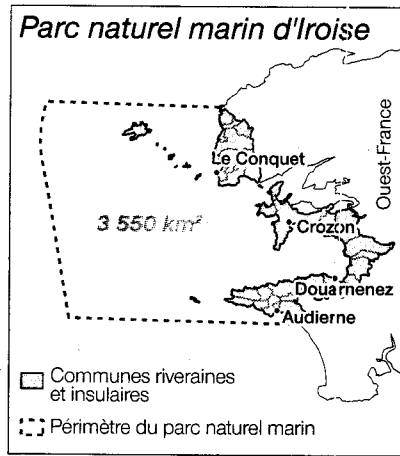 Parc naturel marin d'Iroise
Ouest-France
Le Conquet
3 550 km²
Crozon
Douarnenez
Audierne
Communes riveraines
et insulaires
Périmètre du parc naturel marin